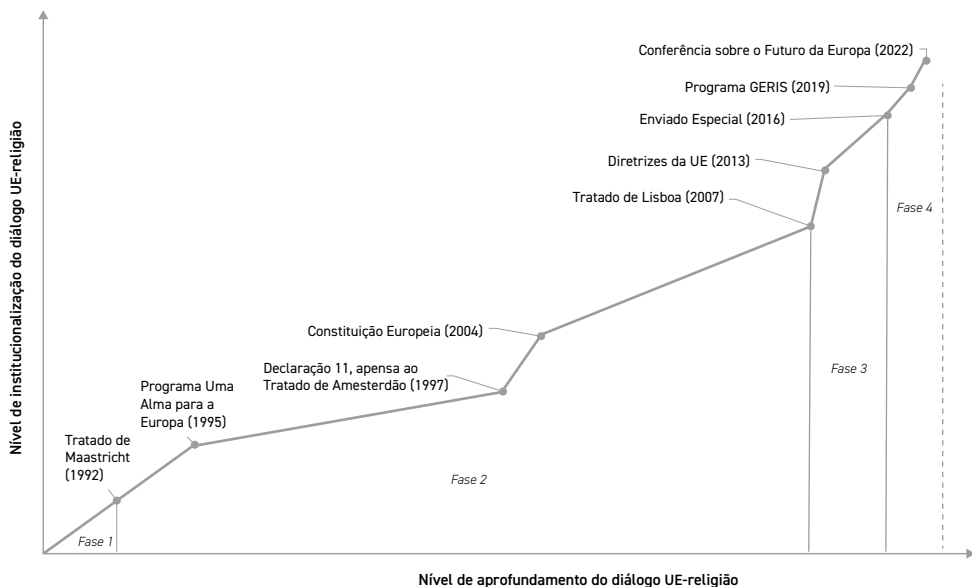 Nível de institucionalização do diálogo UE-religião
Conferência sobre o Futuro da Europa (2022)
Programa GERIS (2019)
Enviado Especial (2016)
Diretrizes da UE (2013)
Tratado de Lisboa (2007)
Fase 4
Constituição Europeia (2004)
Declaração 11, apensa ao
Tratado de Amesterdão (1997)
Fase 3
Programa Uma
Alma para a
Europa (1995)
Tratado de
Maastricht
(1992)
Fase 2
Fase 1
Nível de aprofundamento do diálogo UE-religião